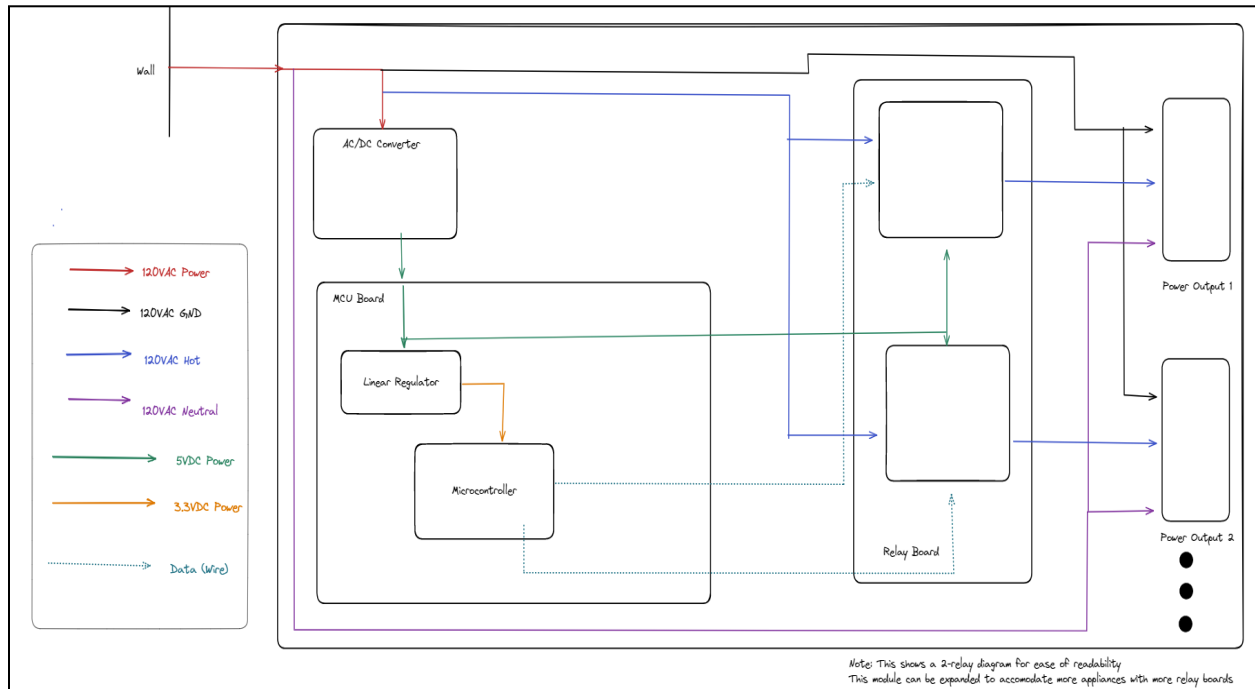 Wall
AC/DC Converter
MCU Board
Linear Regulator
Microcontroller
Relay Board
Power Output 1
Power Output 2
120VAC Power
120VAC GND
120VAC Hot
120VAC Neutral
5VDC Power
3.3VDC Power
Data (Wire)
Note: This shows a 2-relay diagram for ease of readability
This module can be expanded to accomodate more appliances with more relay boards